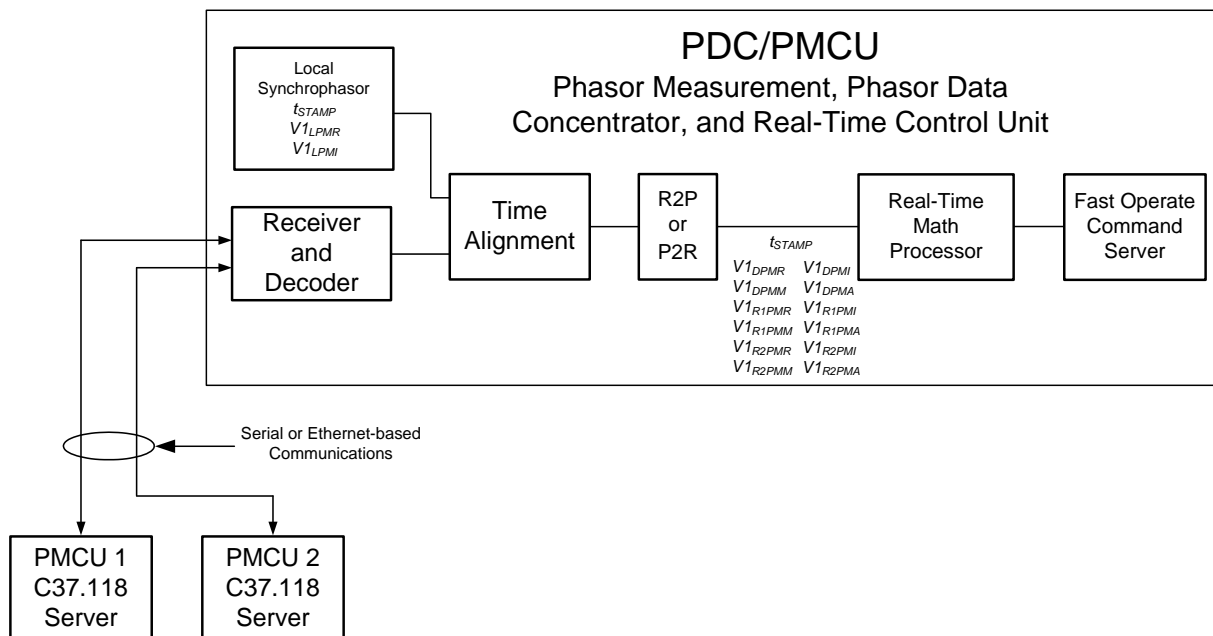 PDC/PMCU
Phasor Measurement, Phasor Data
Concentrator, and Real-Time Control Unit
Local
Synchrophasor
tSTAMP
V1LPMR
V1LPMI
Receiver
and
Decoder
Time
Alignment
R2P
or
P2R
tSTAMP
V1DPMR V1DPMI
V1DPMM V1DPMA
V1R1PMR V1R1PMI
V1R1PMM V1R1PMA
V1R2PMR V1R2PMI
V1R2PMM V1R2PMA
Real-Time
Math
Processor
Fast Operate
Command
Server
Serial or Ethernet-based
Communications
PMCU 1
C37.118
Server
PMCU 2
C37.118
Server